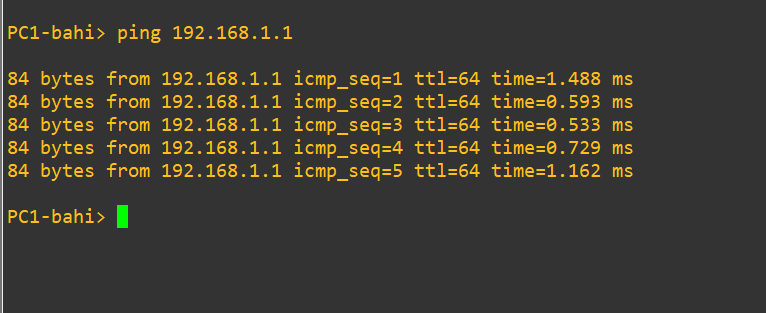 PC1-bahi> ping 192.168.1.1
84 bytes from 192.168.1.1 icmp_seq=1 ttl=64 time=1.488 ms
84 bytes from 192.168.1.1 icmp_seq=2 ttl=64 time=0.593 ms
84 bytes from 192.168.1.1 icmp_seq=3 ttl=64 time=0.533 ms
84 bytes from 192.168.1.1 icmp_seq=4 ttl=64 time=0.729 ms
84 bytes from 192.168.1.1 icmp_seq=5 ttl=64 time=1.162 ms
PC1-bahi>